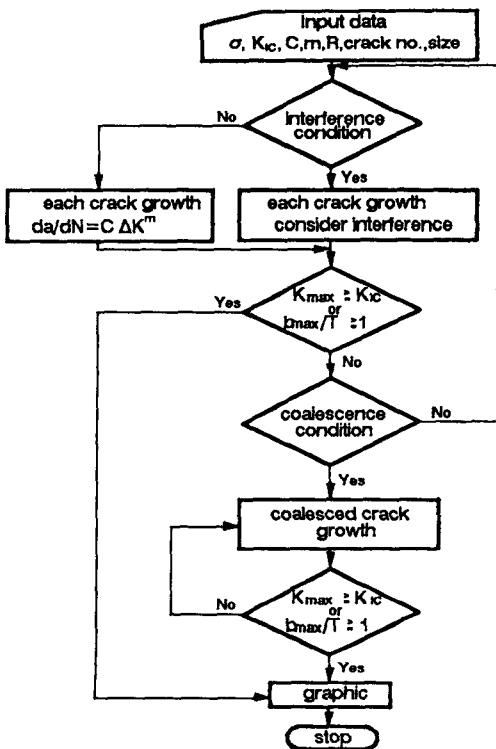 Input data
σ, K_IC, C,m,R,crack no.,size
interference
condition
No
Yes
each crack growth
da/dN=C ΔK^m
each crack growth
consider interference
Yes
K_max ≥ K_IC
or
b_max/T ≥ 1
No
coalescence
condition
No
Yes
coalesced crack
growth
No
K_max ≥ K_IC
or
b_max/T ≥ 1
Yes
graphic
stop